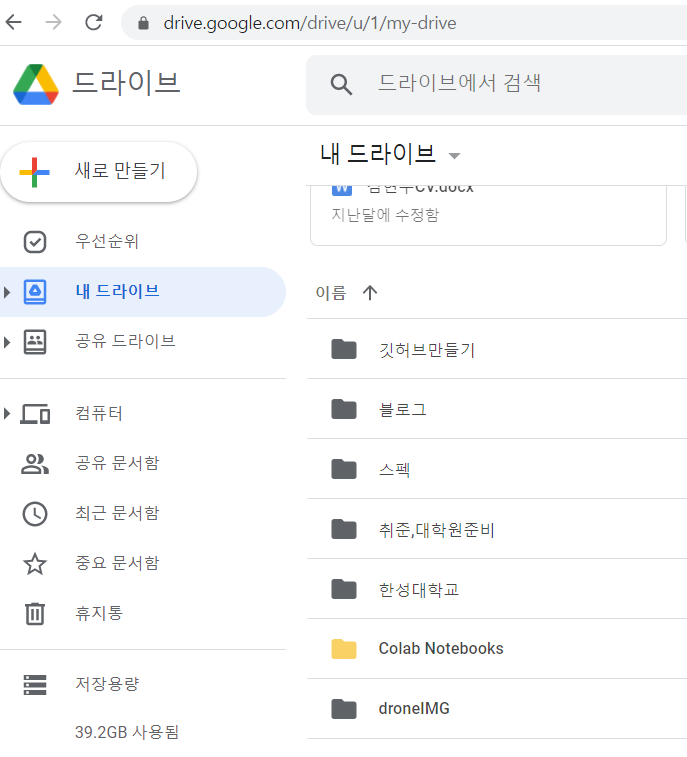 drive.google.com/drive/u/1/my-drive
드라이브
드라이브에서 검색
새로 만들기
우선순위
내 드라이브
공유 드라이브
컴퓨터
공유 문서함
최근 문서함
중요 문서함
휴지통
저장용량
39.2GB 사용됨
내 드라이브
W
CV.docx
지난달에 수정함
이름
깃허브만들기
블로그
스펙
취준,대학원준비
한성대학교
Colab Notebooks
droneIMG